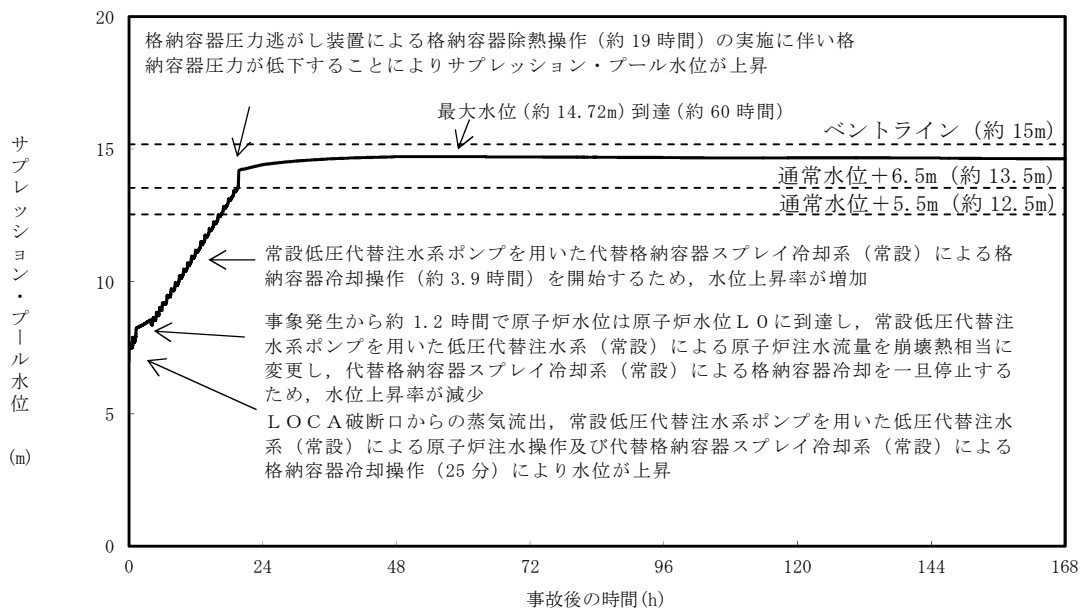 20
格納容器圧力逃がし装置による格納容器除熱操作（約 19 時間）の実施に伴い格
納容器圧力が低下することによりサプレッション・プール水位が上昇
最大水位(約 14.72m)到達(約 60 時間)
ベントライン（約 15m）
15
通常水位＋6.5m（約 13.5m）
通常水位＋5.5m（約 12.5m）
常設低圧代替注水系ポンプを用いた代替格納容器スプレイ冷却系（常設）による格
納容器冷却操作（約 3.9 時間）を開始するため，水位上昇率が増加
10
事象発生から約 1.2 時間で原子炉水位は原子炉水位Ｌ０に到達し，常設低圧代替注
水系ポンプを用いた低圧代替注水系（常設）による原子炉注水流量を崩壊熱相当に
変更し，代替格納容器スプレイ冷却系（常設）による格納容器冷却を一旦停止する
ため，水位上昇率が減少
5
ＬＯＣＡ破断口からの蒸気流出，常設低圧代替注水系ポンプを用いた低圧代替注水
系（常設）による原子炉注水操作及び代替格納容器スプレイ冷却系（常設）による
格納容器冷却操作（25 分）により水位が上昇
0
サプレッション・プール水位 (m)
0 24 48 72 96 120 144 168
事故後の時間(h)